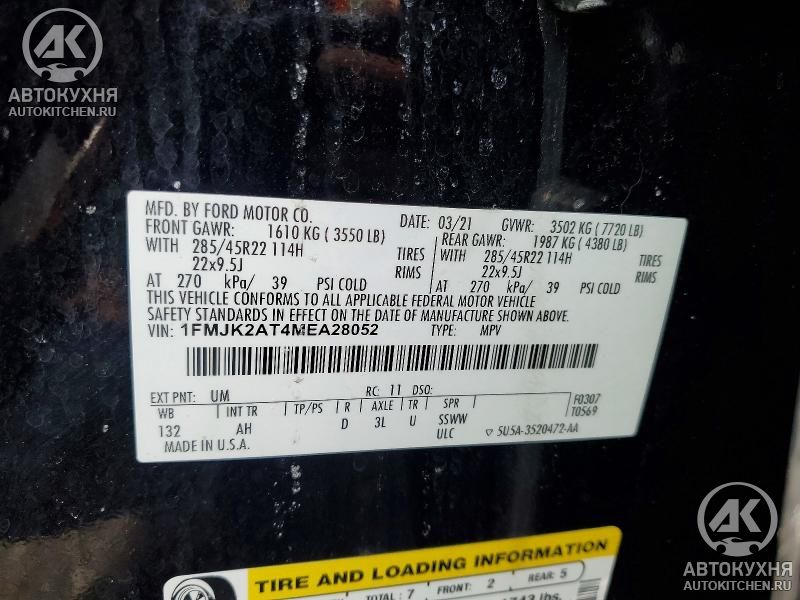 АК
АВТОКУХНЯ
AUTOKITCHEN.RU
MFD. BY FORD MOTOR CO.
DATE: 03/21 GVWR: 3502 KG ( 7720 LB)
FRONT GAWR: 1610 KG ( 3550 LB)
REAR GAWR: 1987 KG ( 4380 LB)
WITH 285/45R22 114H TIRES
WITH 285/45R22 114H TIRES
22x9.5J RIMS
22x9.5J RIMS
AT 270 kPa/ 39 PSI COLD
AT 270 kPa/ 39 PSI COLD
THIS VEHICLE CONFORMS TO ALL APPLICABLE FEDERAL MOTOR VEHICLE
SAFETY STANDARDS IN EFFECT ON THE DATE OF MANUFACTURE SHOWN ABOVE.
VIN: 1FMJK2AT4MEA28052
TYPE: MPV
EXT PNT: UM RC: 11 DSO:
F0307
T0569
WB INT TR TP/PS R AXLE TR SPR
132 AH D 3L U SSWW
ULC
5U5A-3520472-AA
MADE IN U.S.A.
TIRE AND LOADING INFORMATION
TOTAL: 7 FRONT: 2 REAR: 5
lbs.
АК
АВТОКУХНЯ
AUTOKITCHEN.RU